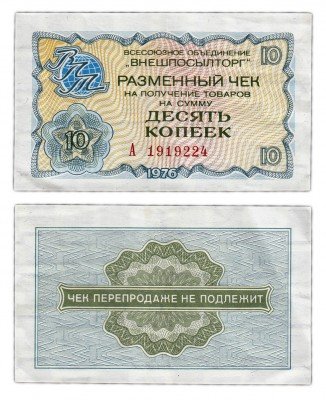 ВПТ
ВСЕСОЮЗНОЕ ОБЪЕДИНЕНИЕ
„ВНЕШПОСЫЛТОРГ"
10
РАЗМЕННЫЙ ЧЕК
НА ПОЛУЧЕНИЕ ТОВАРОВ
НА СУММУ
ДЕСЯТЬ
КОПЕЕК
10
А 1919224
10
1976
ЧЕК ПЕРЕПРОДАЖЕ НЕ ПОДЛЕЖИТ